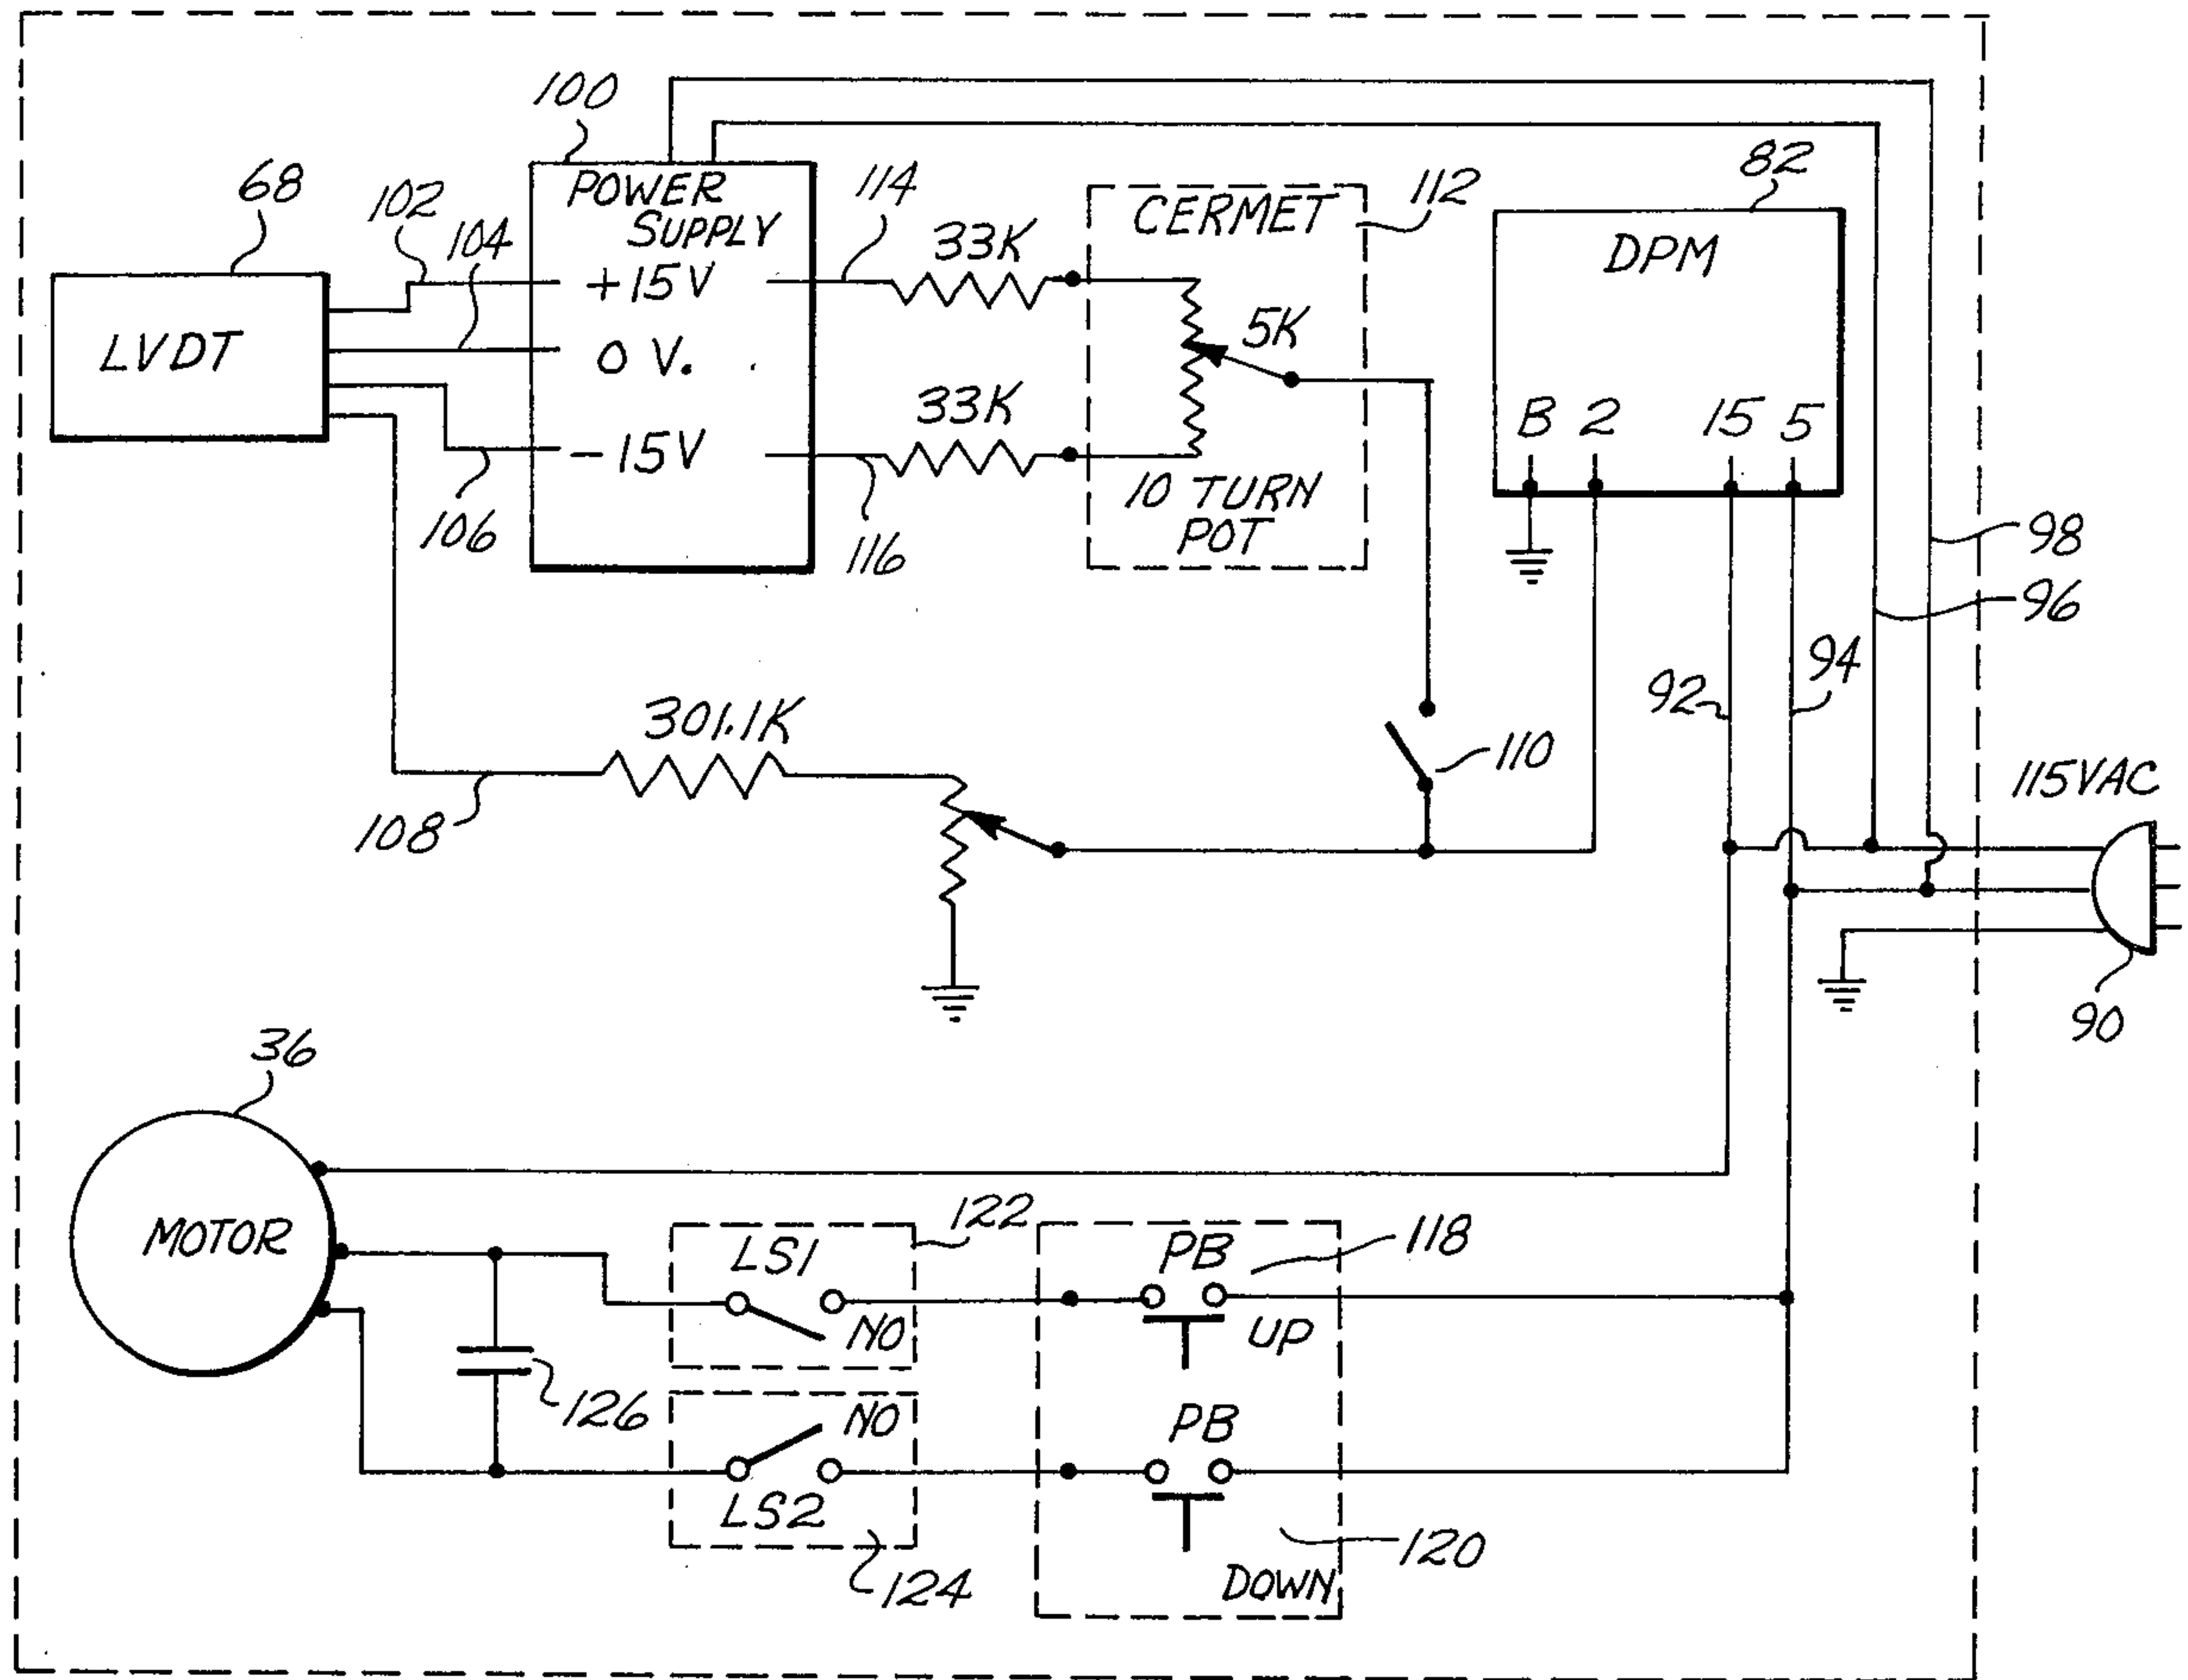 100
68
102
104
POWER
SUPPLY
+15V
0 V.
-15V
LVDT
106
114
33K
33K
116
CERMET
112
5K
10 TURN
POT
82
DPM
B 2 15 5
98
96
94
92
110
115VAC
90
301.1K
108
36
MOTOR
126
122
LS1
NO
NO
LS2
124
118
PB
UP
PB
120
DOWN